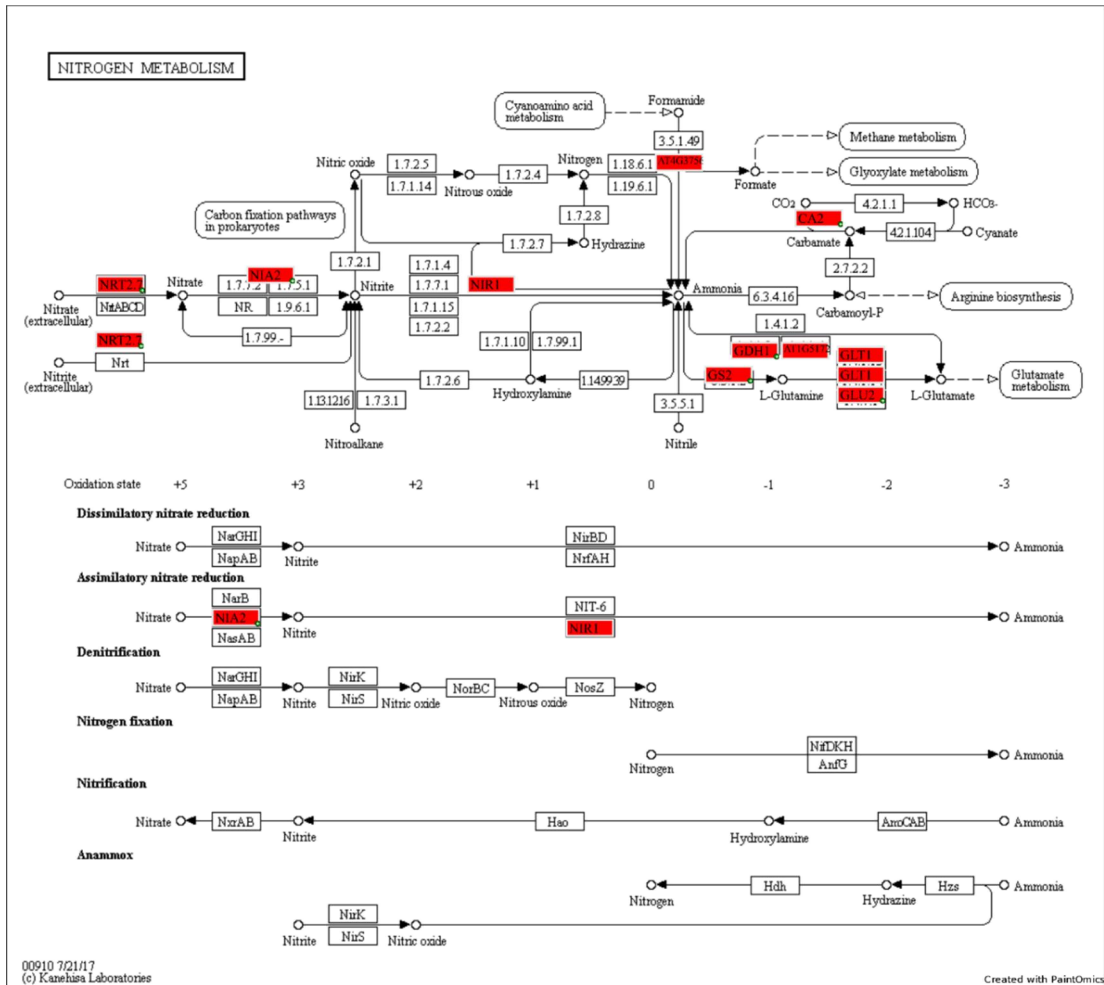 NITROGEN METABOLISM
Cyanoamino acid
metabolism
Formamide
3.5.1.49
Methane metabolism
Nitric oxide
1.7.2.5
1.7.1.14
Nitrous oxide
1.7.2.4
Nitrogen
1.18.6.1
1.19.6.1
Formate
Glyoxylate metabolism
Carbon fixation pathways
in prokaryotes
1.7.2.8
CO2
4.2.1.1
HCO3-
CA2
1.7.2.7
Hydrazine
Carbamate
4.2.1.104
Cyanate
1.7.2.1
2.7.2.2
NRT2.7
NrtABCD
Nitrate
NIA2
NR
1.9.6.1
Nitrite
1.7.1.4
1.7.7.1
1.7.1.15
1.7.2.2
NIR1
Ammonia
6.3.4.16
Carbamoyl-P
Arginine biosynthesis
Nitrate
(extracellular)
NRT2.7
Nrt
Nitrite
(extracellular)
1.7.99.-
1.7.1.10
1.7.99.1
1.4.1.2
GDH1
GLT1
GS2
GLT1
GLU2
L-Glutamine
L-Glutamate
Glutamate
metabolism
1.7.2.6
Hydroxylamine
1.14.99.39
1.13.12.16
1.7.3.1
3.5.5.1
Nitroalkane
Nitrile
Oxidation state +5 +3 +2 +1 0 -1 -2 -3
Dissimilatory nitrate reduction
Nitrate
NarGHI
NapAB
Nitrite
NirBD
NrfAH
Ammonia
Assimilatory nitrate reduction
Nitrate
NarB
NIA2
NasAB
Nitrite
NIT-6
NIR1
Ammonia
Denitrification
Nitrate
NarGHI
NapAB
Nitrite
NirK
NirS
Nitric oxide
NorBC
Nitrous oxide
NosZ
Nitrogen
Nitrogen fixation
Nitrogen
NifDKH
AnfG
Ammonia
Nitrification
Nitrate
NxrAB
Nitrite
Hao
Hydroxylamine
AmoCAB
Ammonia
Anammox
Nitrogen
Hdh
Hydrazine
Hzs
Ammonia
Nitrite
NirK
NirS
Nitric oxide
00910 7/21/17
(c) Kanehisa Laboratories
Created with PaintOmics